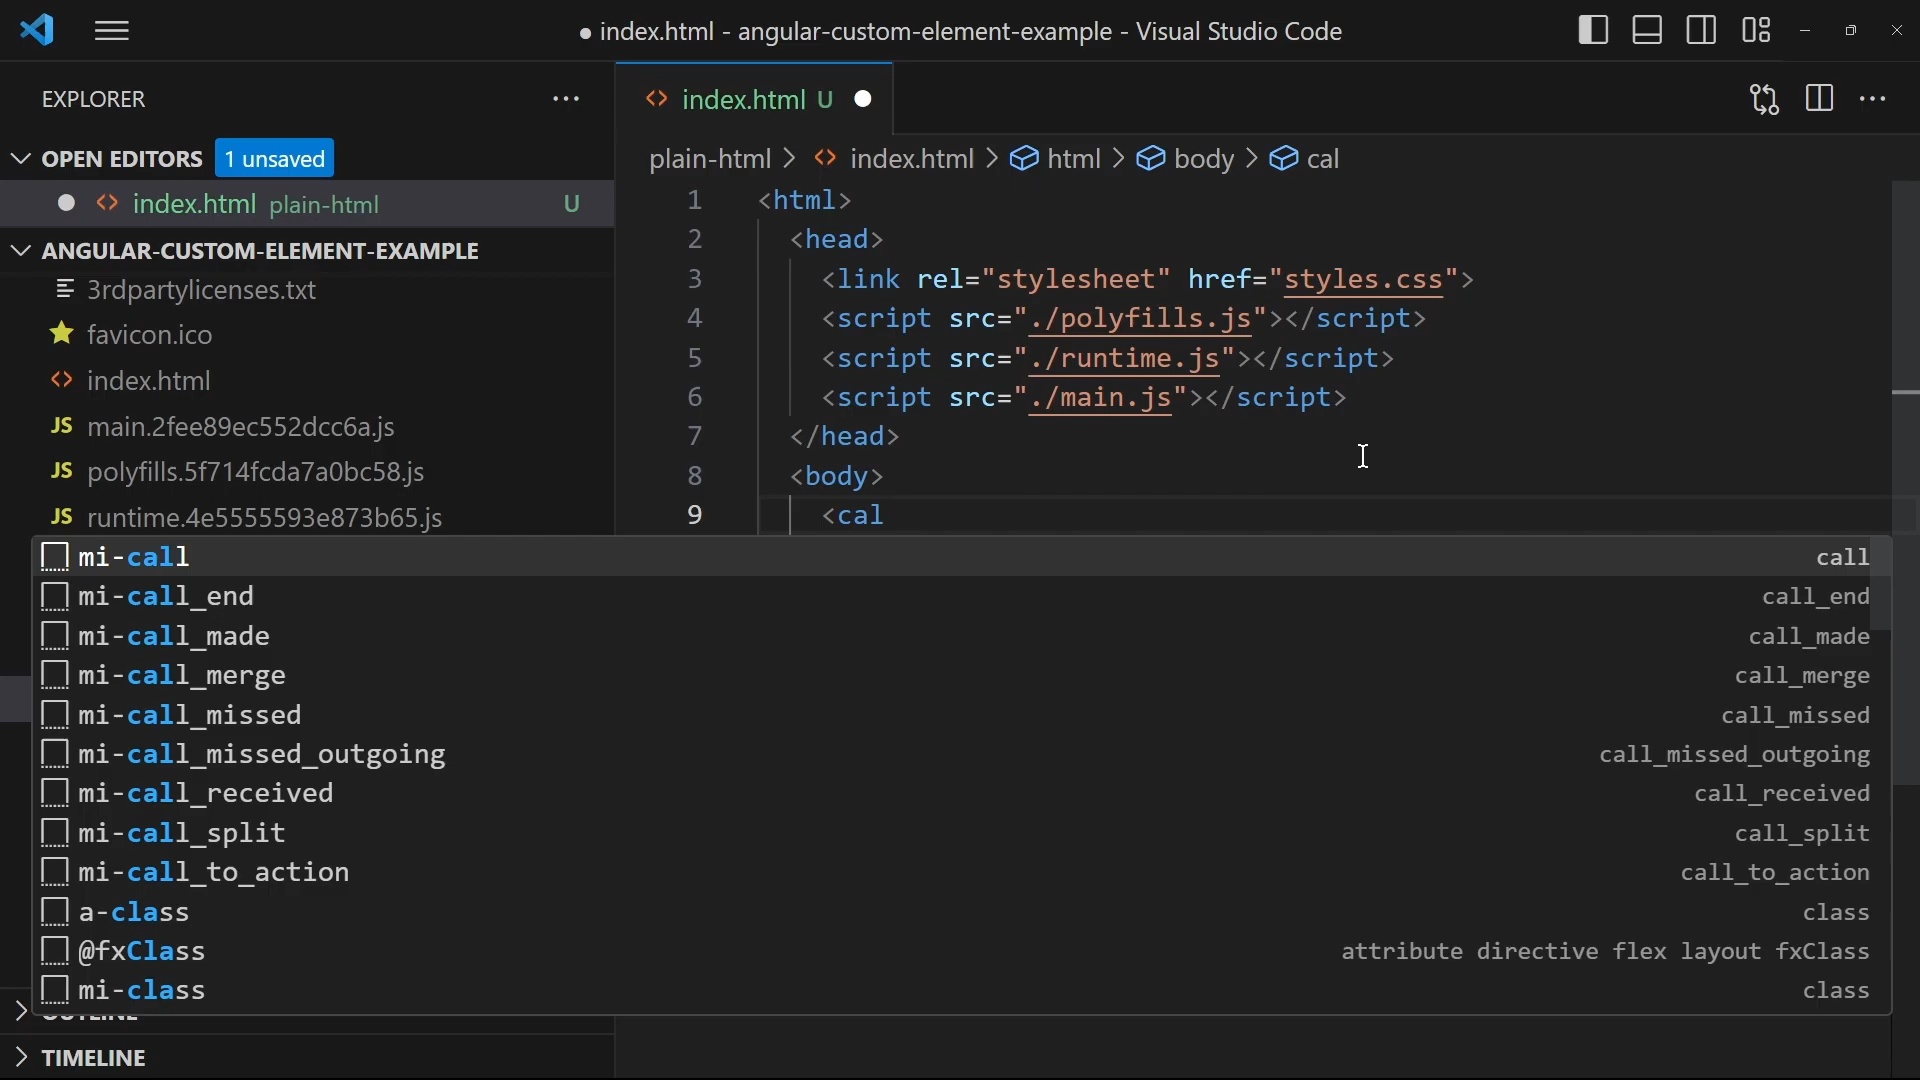 ● index.html - angular-custom-element-example - Visual Studio Code
EXPLORER
OPEN EDITORS 1 unsaved
index.html plain-html U
ANGULAR-CUSTOM-ELEMENT-EXAMPLE
3rdpartylicenses.txt
favicon.ico
index.html
JS main.2fee89ec552dcc6a.js
JS polyfills.5f714fcda7a0bc58.js
JS runtime.4e5555593e873b65.js
index.html U
plain-html > index.html > html > body > cal
1 <html>
2 <head>
3 <link rel="stylesheet" href="styles.css">
4 <script src="./polyfills.js"></script>
5 <script src="./runtime.js"></script>
6 <script src="./main.js"></script>
7 </head>
8 <body>
9 <cal
mi-call call
mi-call_end call_end
mi-call_made call_made
mi-call_merge call_merge
mi-call_missed call_missed
mi-call_missed_outgoing call_missed_outgoing
mi-call_received call_received
mi-call_split call_split
mi-call_to_action call_to_action
a-class class
@fxClass attribute directive flex layout fxClass
mi-class class
TIMELINE